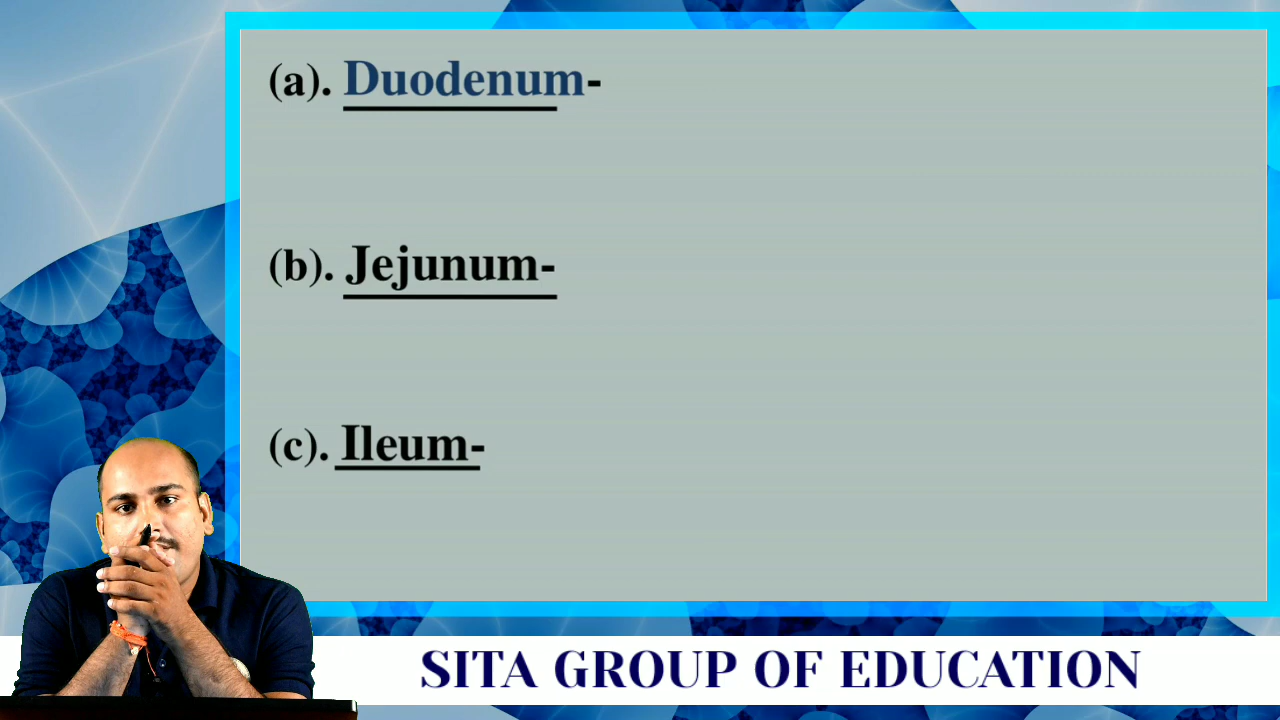 (a). Duodenum-
(b). Jejunum-
(c). Ileum-
SITA GROUP OF EDUCATION